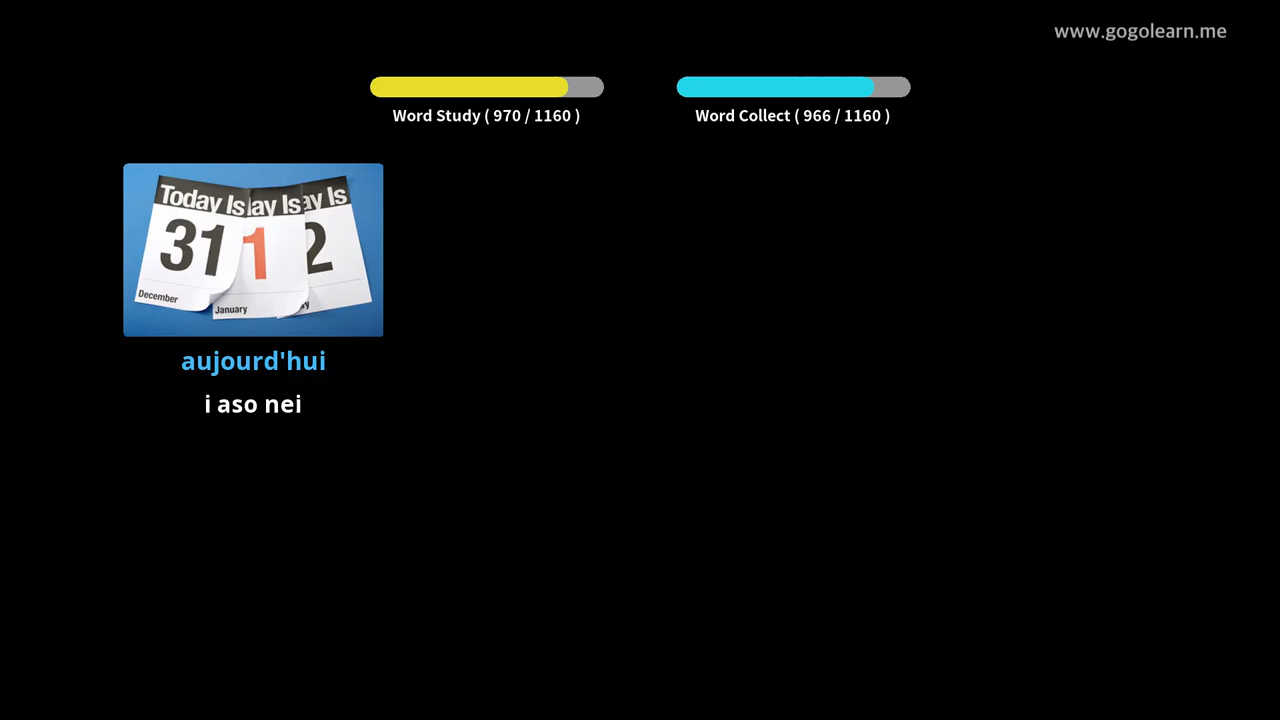 www.gogolearn.me
Word Study ( 970 / 1160 )
Word Collect ( 966 / 1160 )
Today Is
day Is
ay Is
31
1
2
December
January
aujourd'hui
i aso nei